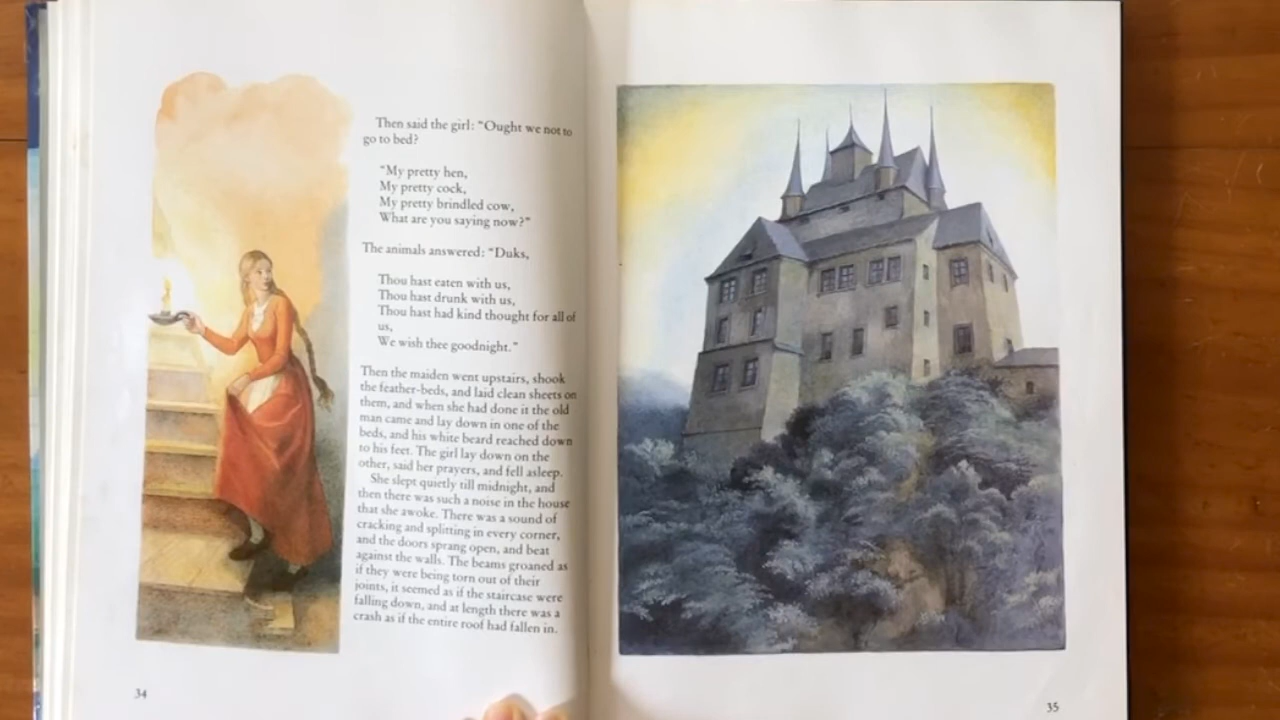 Then said the girl: "Ought we not to
go to bed?
"My pretty hen,
My pretty cock,
My pretty brindled cow,
What are you saying now?"
The animals answered: "Duks,
Thou hast eaten with us,
Thou hast drunk with us,
Thou hast had kind thought for all of
us,
We wish thee goodnight."
Then the maiden went upstairs, shook
the feather-beds, and laid clean sheets on
them, and when she had done it the old
man came and lay down in one of the
beds, and his white beard reached down
to his feet. The girl lay down on the
other, said her prayers, and fell asleep.
She slept quietly till midnight, and
then there was such a noise in the house
that she awoke. There was a sound of
cracking and splitting in every corner,
and the doors sprang open, and beat
against the walls. The beams groaned as
if they were being torn out of their
joints, it seemed as if the staircase were
falling down, and at length there was a
crash as if the entire roof had fallen in.
34
35